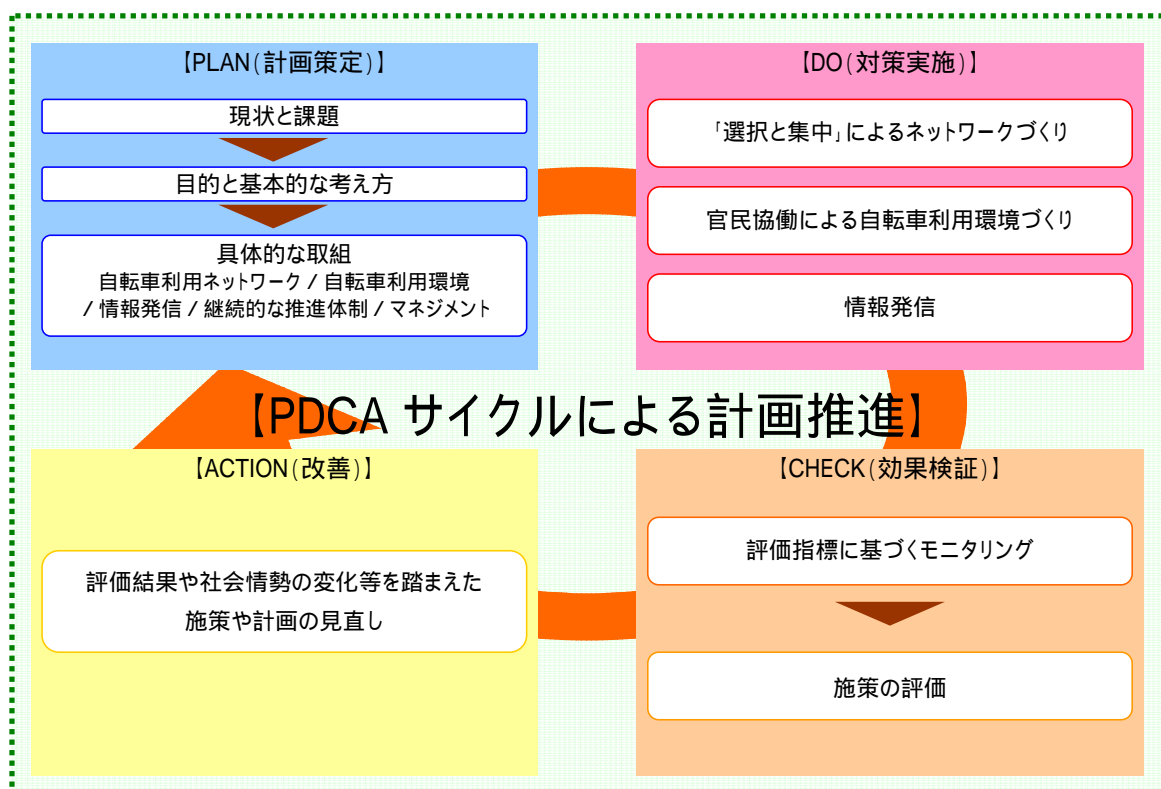 【PLAN(計画策定)】
現状と課題
目的と基本的な考え方
具体的な取組
自転車利用ネットワーク / 自転車利用環境
/ 情報発信 / 継続的な推進体制 / マネジメント
【DO(対策実施)】
「選択と集中」によるネットワークづくり
官民協働による自転車利用環境づくり
情報発信
【PDCA サイクルによる計画推進】
【ACTION(改善)】
評価結果や社会情勢の変化等を踏まえた
施策や計画の見直し
【CHECK(効果検証)】
評価指標に基づくモニタリング
施策の評価